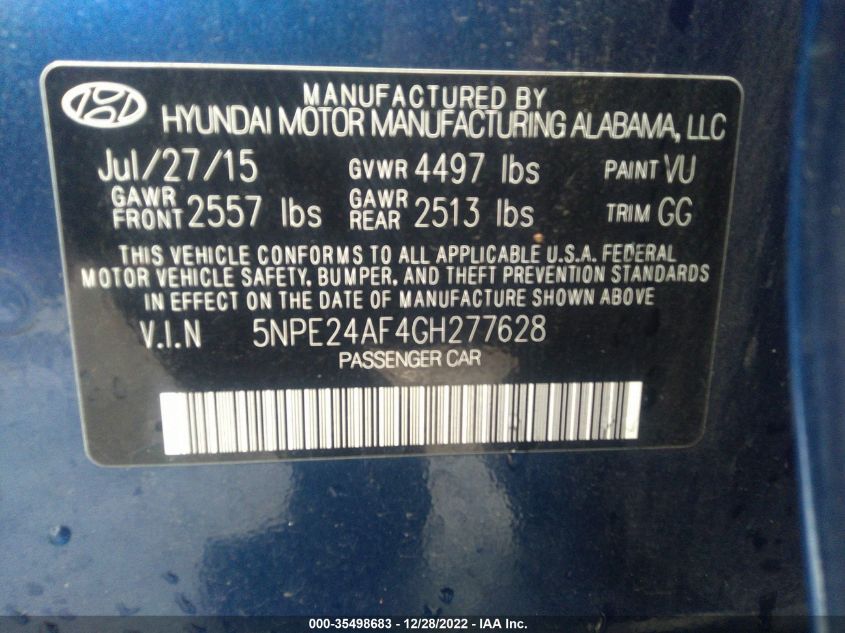 MANUFACTURED BY
HYUNDAI MOTOR MANUFACTURING ALABAMA, LLC
Jul/27/15 GVWR 4497 lbs PAINT VU
GAWR FRONT 2557 lbs GAWR REAR 2513 lbs TRIM GG
THIS VEHICLE CONFORMS TO ALL APPLICABLE U.S.A. FEDERAL
MOTOR VEHICLE SAFETY, BUMPER, AND THEFT PREVENTION STANDARDS
IN EFFECT ON THE DATE OF MANUFACTURE SHOWN ABOVE
V.I.N 5NPE24AF4GH277628
PASSENGER CAR
000-35498683 - 12/28/2022 - IAA Inc.